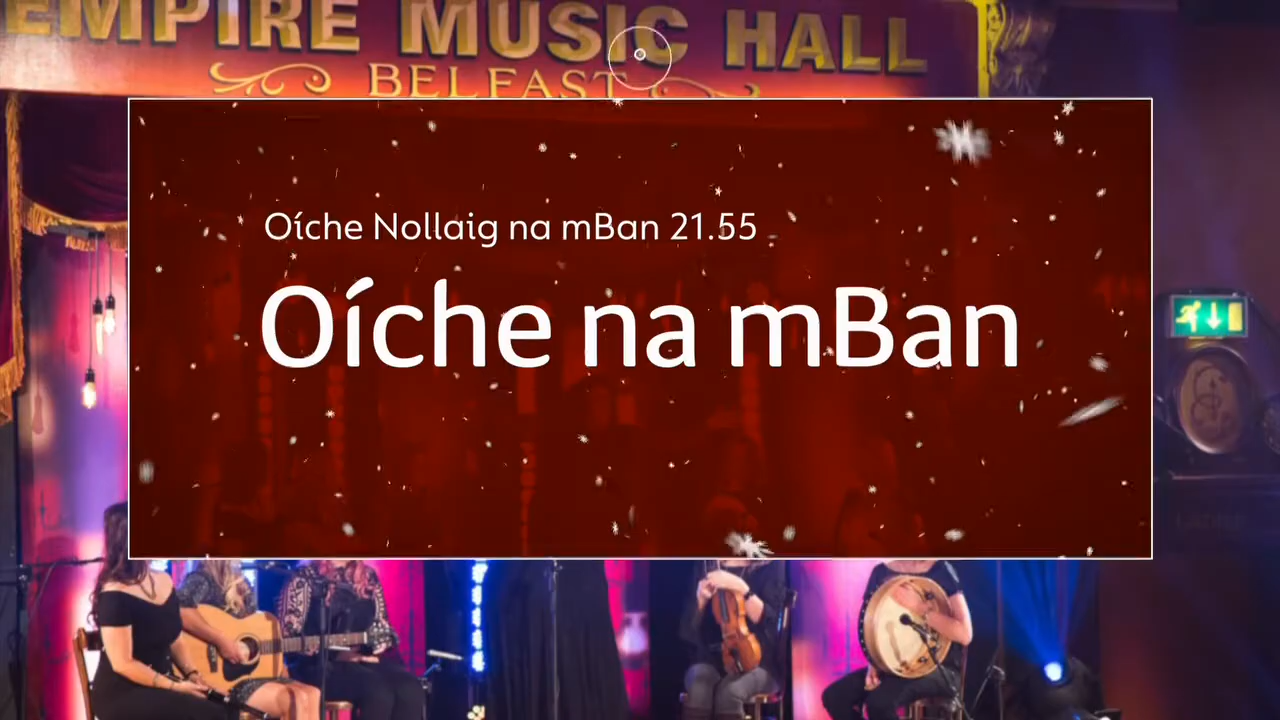 EMPIRE MUSIC HALL
BELFAST
Oíche Nollaig na mBan 21.55
Oíche na mBan